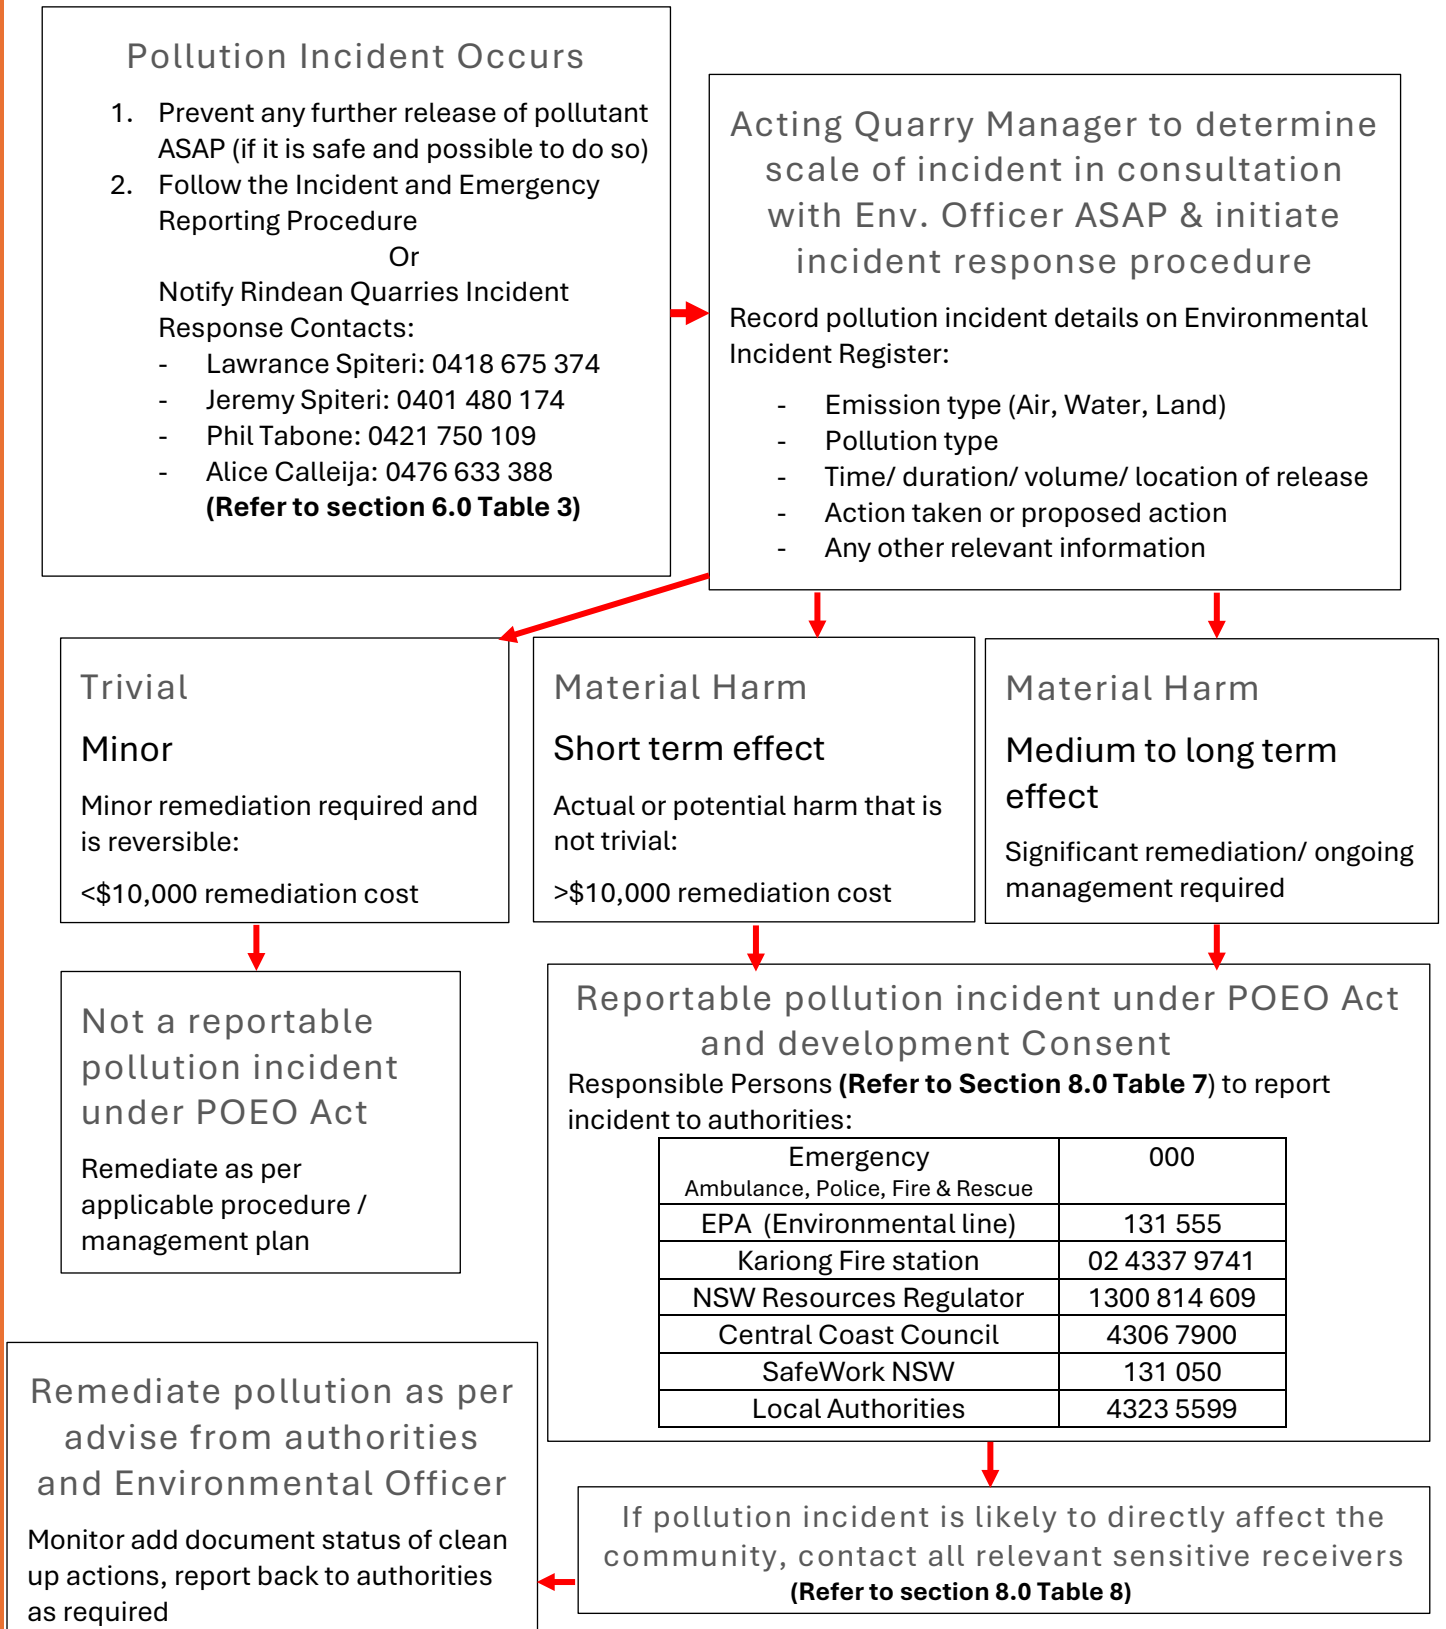 Pollution Incident Occurs
1. Prevent any further release of pollutant
ASAP (if it is safe and possible to do so)
2. Follow the Incident and Emergency
Reporting Procedure
Or
Notify Rindean Quarries Incident
Response Contacts:
- Lawrance Spiteri: 0418 675 374
- Jeremy Spiteri: 0401 480 174
- Phil Tabone: 0421 750 109
- Alice Calleija: 0476 633 388
(Refer to section 6.0 Table 3)
Acting Quarry Manager to determine
scale of incident in consultation
with Env. Officer ASAP & initiate
incident response procedure
Record pollution incident details on Environmental
Incident Register:
- Emission type (Air, Water, Land)
- Pollution type
- Time/ duration/ volume/ location of release
- Action taken or proposed action
- Any other relevant information
Trivial
Minor
Minor remediation required and
is reversible:
<$10,000 remediation cost
Material Harm
Short term effect
Actual or potential harm that is
not trivial:
>$10,000 remediation cost
Material Harm
Medium to long term
effect
Significant remediation/ ongoing
management required
Not a reportable
pollution incident
under POEO Act
Remediate as per
applicable procedure /
management plan
Reportable pollution incident under POEO Act
and development Consent
Responsible Persons (Refer to Section 8.0 Table 7) to report
incident to authorities:
Emergency 000
Ambulance, Police, Fire & Rescue
EPA (Environmental line) 131 555
Kariong Fire station 02 4337 9741
NSW Resources Regulator 1300 814 609
Central Coast Council 4306 7900
SafeWork NSW 131 050
Local Authorities 4323 5599
If pollution incident is likely to directly affect the
community, contact all relevant sensitive receivers
(Refer to section 8.0 Table 8)
Remediate pollution as per
advise from authorities
and Environmental Officer
Monitor add document status of clean
up actions, report back to authorities
as required